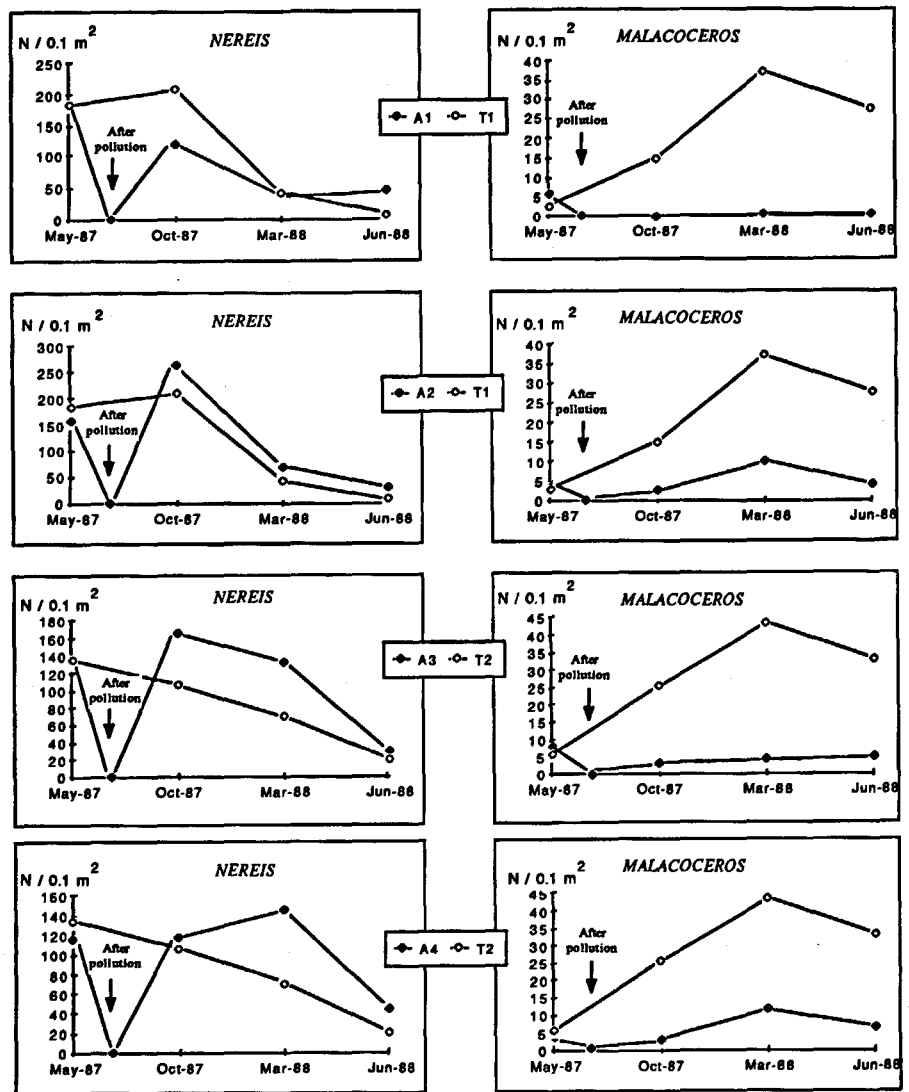 NEREIS
N / 0.1 m²
250
200
150
100
50
0
After
pollution
May-87 Oct-87 Mar-88 Jun-88
A1 T1
MALACOCEROS
N / 0.1 m²
40
35
30
25
20
15
10
5
0
After
pollution
May-87 Oct-87 Mar-88 Jun-88
NEREIS
N / 0.1 m²
300
250
200
150
100
50
0
After
pollution
May-87 Oct-87 Mar-88 Jun-88
A2 T1
MALACOCEROS
N / 0.1 m²
40
35
30
25
20
15
10
5
0
After
pollution
May-87 Oct-87 Mar-88 Jun-88
NEREIS
N / 0.1 m²
180
160
140
120
100
80
60
40
20
0
After
pollution
May-87 Oct-87 Mar-88 Jun-88
A3 T2
MALACOCEROS
N / 0.1 m²
45
40
35
30
25
20
15
10
5
0
After
pollution
May-87 Oct-87 Mar-88 Jun-88
NEREIS
N / 0.1 m²
160
140
120
100
80
60
40
20
0
After
pollution
May-87 Oct-87 Mar-88 Jun-88
A4 T2
MALACOCEROS
N / 0.1 m²
45
40
35
30
25
20
15
10
5
0
After
pollution
May-87 Oct-87 Mar-88 Jun-88